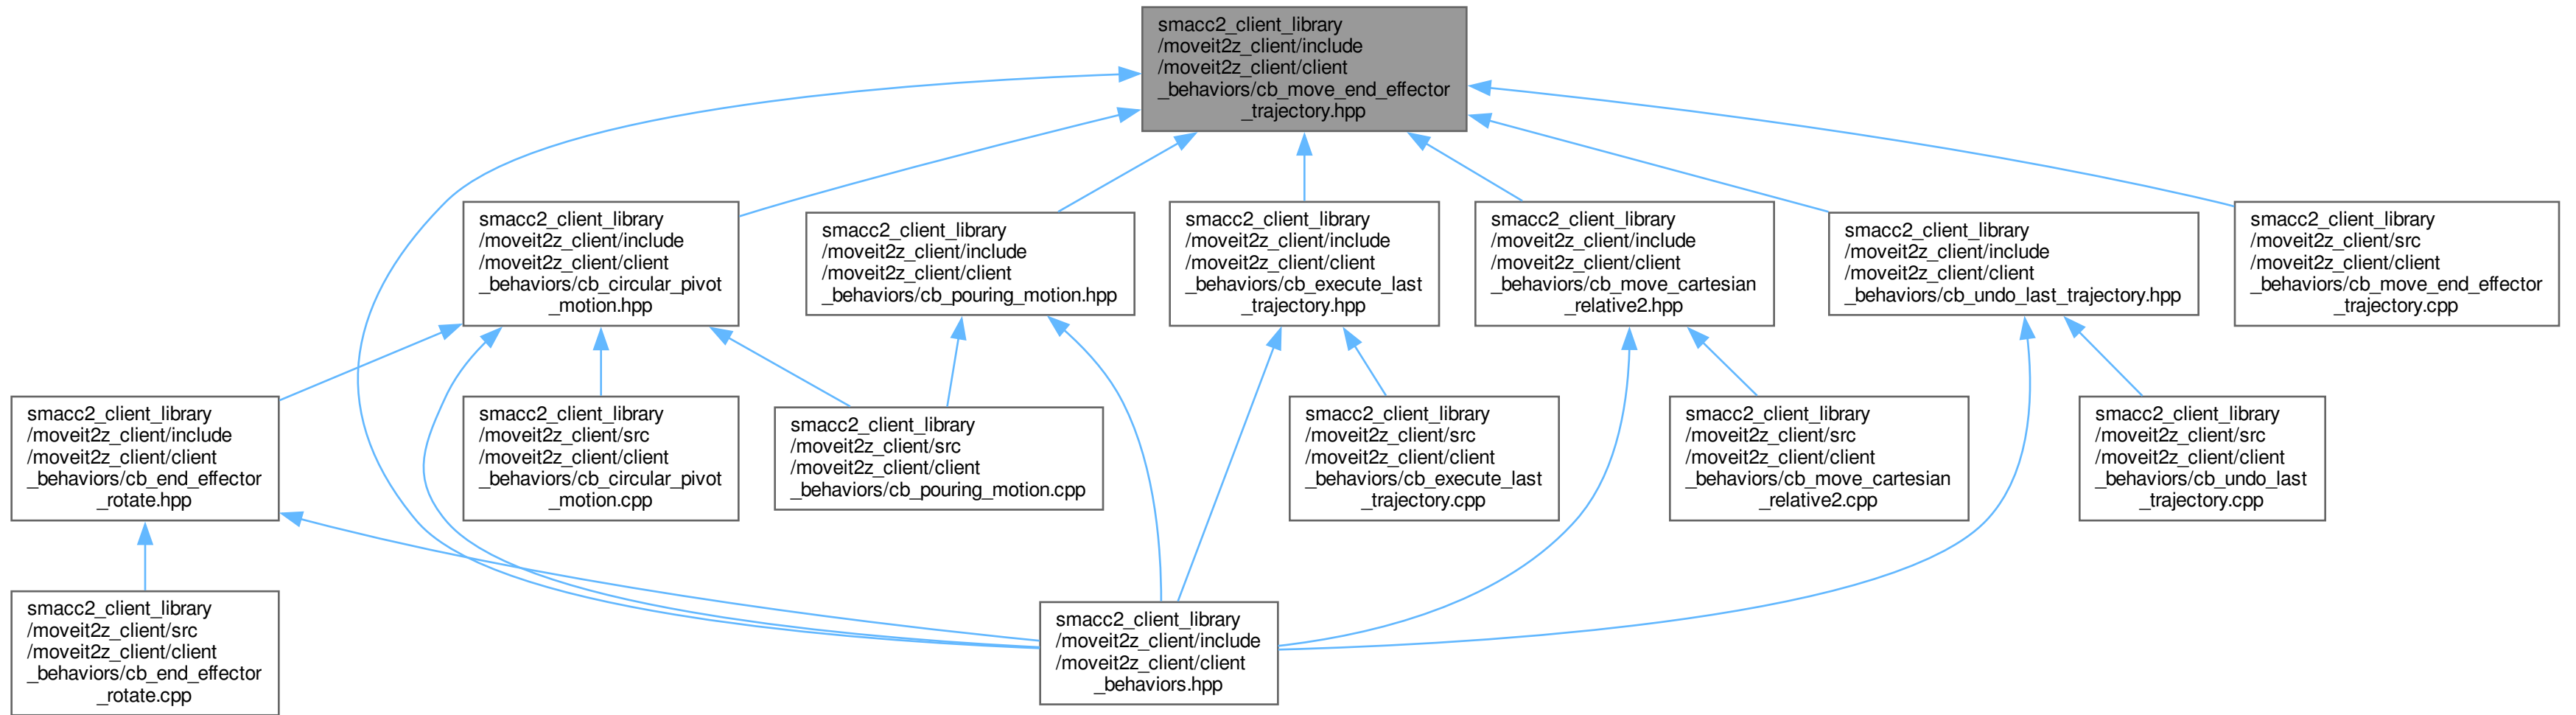 smacc2_client_library
/moveit2z_client/include
/moveit2z_client/client
_behaviors/cb_move_end_effector
_trajectory.hpp
smacc2_client_library
/moveit2z_client/include
/moveit2z_client/client
_behaviors/cb_circular_pivot
_motion.hpp
smacc2_client_library
/moveit2z_client/include
/moveit2z_client/client
_behaviors/cb_pouring_motion.hpp
smacc2_client_library
/moveit2z_client/include
/moveit2z_client/client
_behaviors/cb_execute_last
_trajectory.hpp
smacc2_client_library
/moveit2z_client/include
/moveit2z_client/client
_behaviors/cb_move_cartesian
_relative2.hpp
smacc2_client_library
/moveit2z_client/include
/moveit2z_client/client
_behaviors/cb_undo_last_trajectory.hpp
smacc2_client_library
/moveit2z_client/src
/moveit2z_client/client
_behaviors/cb_move_end_effector
_trajectory.cpp
smacc2_client_library
/moveit2z_client/include
/moveit2z_client/client
_behaviors/cb_end_effector
_rotate.hpp
smacc2_client_library
/moveit2z_client/src
/moveit2z_client/client
_behaviors/cb_circular_pivot
_motion.cpp
smacc2_client_library
/moveit2z_client/src
/moveit2z_client/client
_behaviors/cb_pouring_motion.cpp
smacc2_client_library
/moveit2z_client/src
/moveit2z_client/client
_behaviors/cb_execute_last
_trajectory.cpp
smacc2_client_library
/moveit2z_client/src
/moveit2z_client/client
_behaviors/cb_move_cartesian
_relative2.cpp
smacc2_client_library
/moveit2z_client/src
/moveit2z_client/client
_behaviors/cb_undo_last
_trajectory.cpp
smacc2_client_library
/moveit2z_client/src
/moveit2z_client/client
_behaviors/cb_end_effector
_rotate.cpp
smacc2_client_library
/moveit2z_client/include
/moveit2z_client/client
_behaviors.hpp